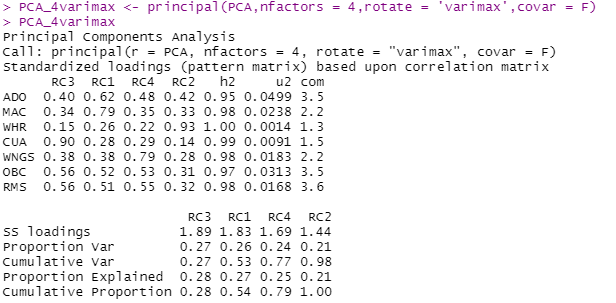 > PCA_4varimax <- principal(PCA,nfactors = 4,rotate = 'varimax',covar = F)
> PCA_4varimax
Principal Components Analysis
Call: principal(r = PCA, nfactors = 4, rotate = "varimax", covar = F)
Standardized loadings (pattern matrix) based upon correlation matrix
RC3 RC1 RC4 RC2 h2 u2 com
ADO 0.40 0.62 0.48 0.42 0.95 0.0499 3.5
MAC 0.34 0.79 0.35 0.33 0.98 0.0238 2.2
WHR 0.15 0.26 0.22 0.93 1.00 0.0014 1.3
CUA 0.90 0.28 0.29 0.14 0.99 0.0091 1.5
WNGS 0.38 0.38 0.79 0.28 0.98 0.0183 2.2
OBC 0.56 0.52 0.53 0.31 0.97 0.0313 3.5
RMS 0.56 0.51 0.55 0.32 0.98 0.0168 3.6
RC3 RC1 RC4 RC2
SS loadings 1.89 1.83 1.69 1.44
Proportion Var 0.27 0.26 0.24 0.21
Cumulative Var 0.27 0.53 0.77 0.98
Proportion Explained 0.28 0.27 0.25 0.21
Cumulative Proportion 0.28 0.54 0.79 1.00